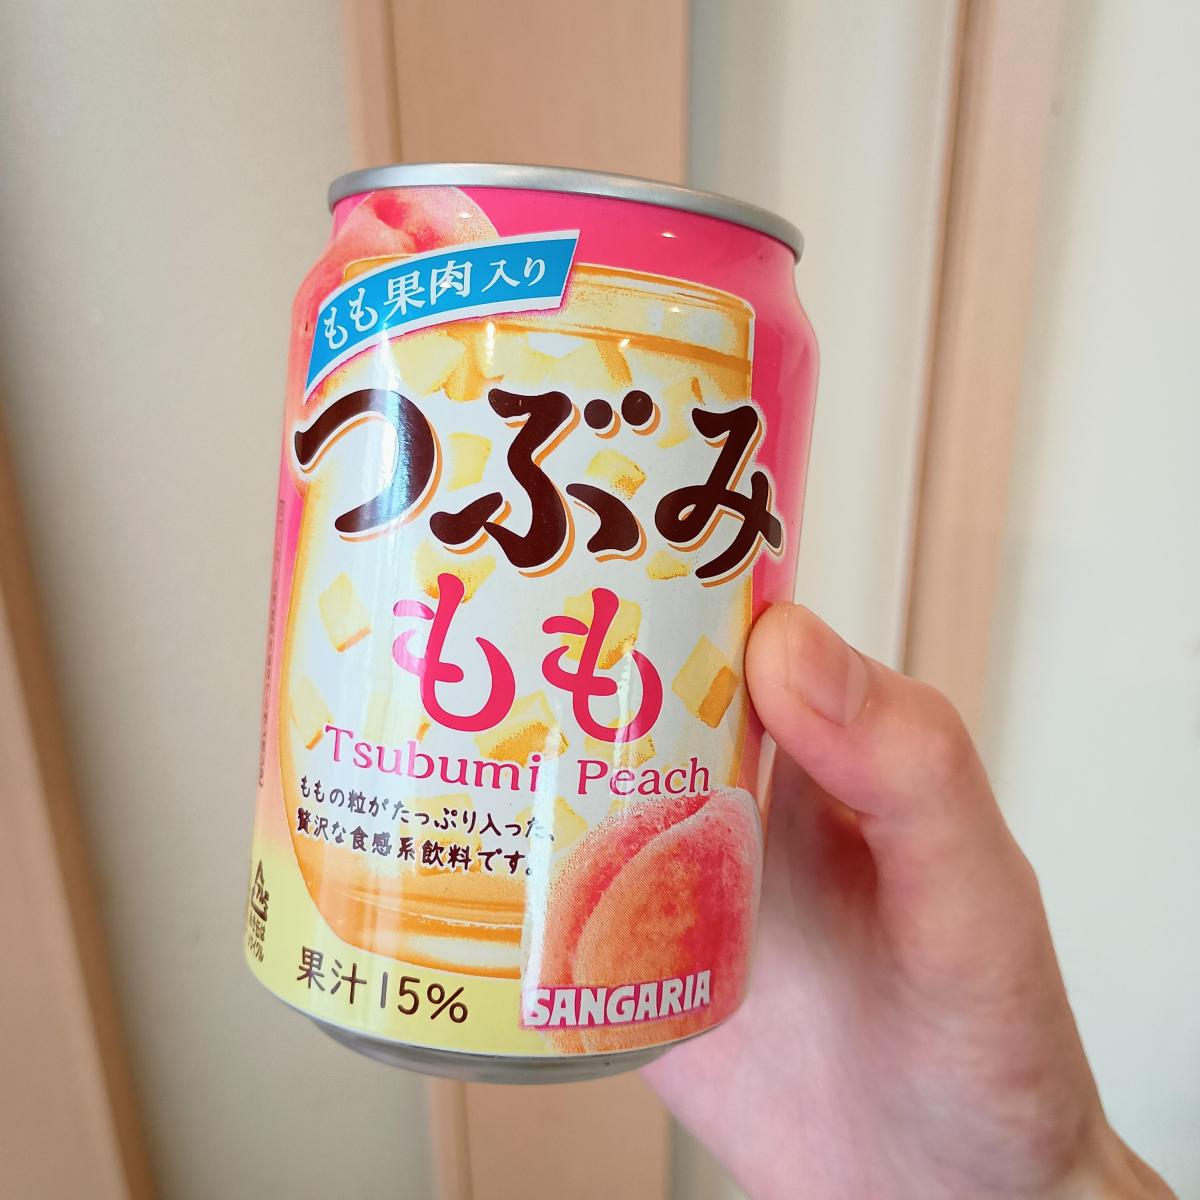 もも果肉入り
つぶみ
もも
Tsubumi Peach
ももの粒がたっぷり入った、
贅沢な食感系飲料です。
果汁15%
SANGARIA